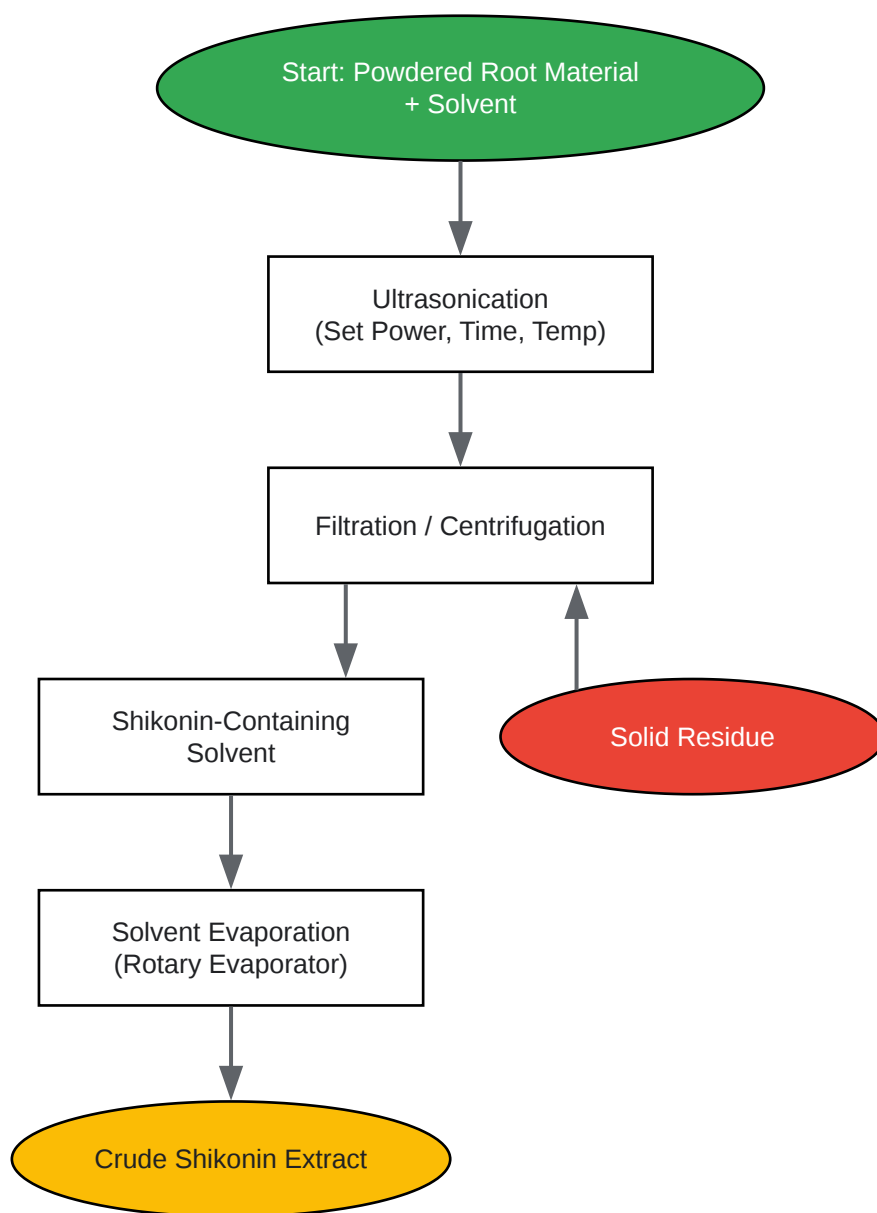 Start: Powdered Root Material
+ Solvent
Ultrasonication
(Set Power, Time, Temp)
Filtration / Centrifugation
Shikonin-Containing
Solvent
Solid Residue
Solvent Evaporation
(Rotary Evaporator)
Crude Shikonin Extract